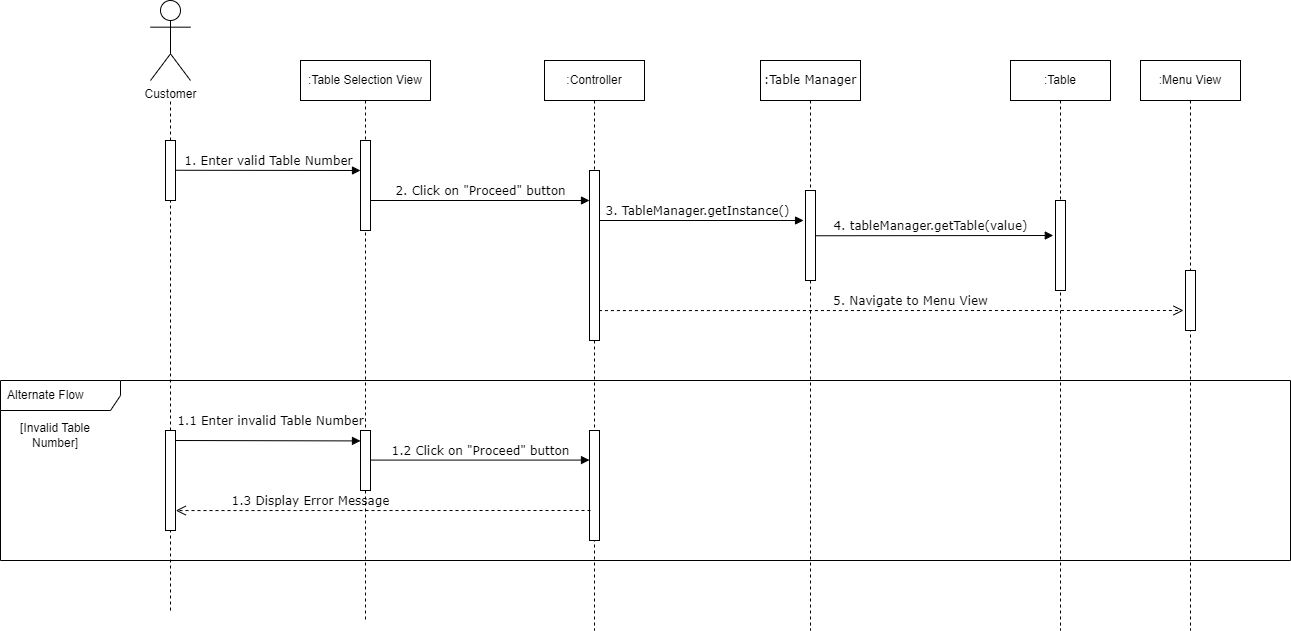 Customer
:Table Selection View
:Controller
:Table Manager
:Table
:Menu View
1. Enter valid Table Number
2. Click on "Proceed" button
3. TableManager.getInstance()
4. tableManager.getTable(value)
5. Navigate to Menu View
Alternate Flow
[Invalid Table
Number]
1.1 Enter invalid Table Number
1.2 Click on "Proceed" button
1.3 Display Error Message